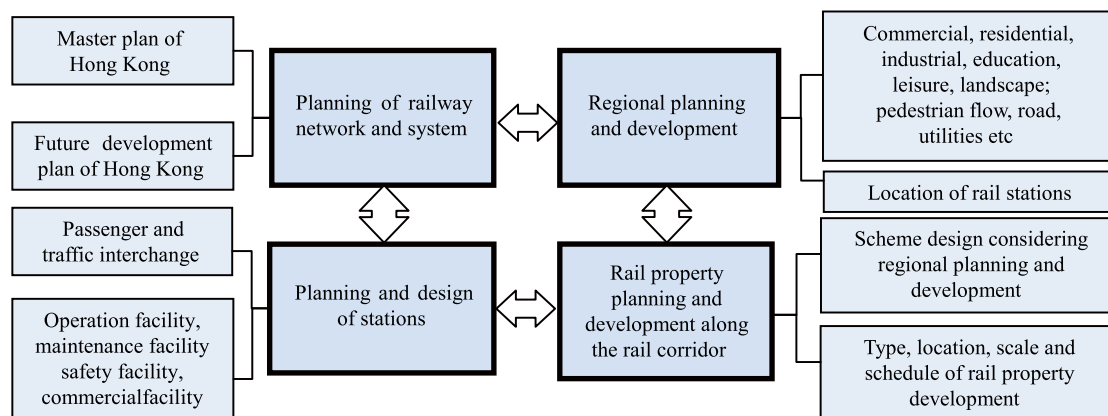 Master plan of
Hong Kong
Future development
plan of Hong Kong
Planning of railway
network and system
Regional planning
and development
Commercial, residential,
industrial, education,
leisure, landscape;
pedestrian flow, road,
utilities etc
Location of rail stations
Passenger and
traffic interchange
Operation facility,
maintenance facility
safety facility,
commercialfacility
Planning and design
of stations
Rail property
planning and
development along
the rail corridor
Scheme design considering
regional planning and
development
Type, location, scale and
schedule of rail property
development